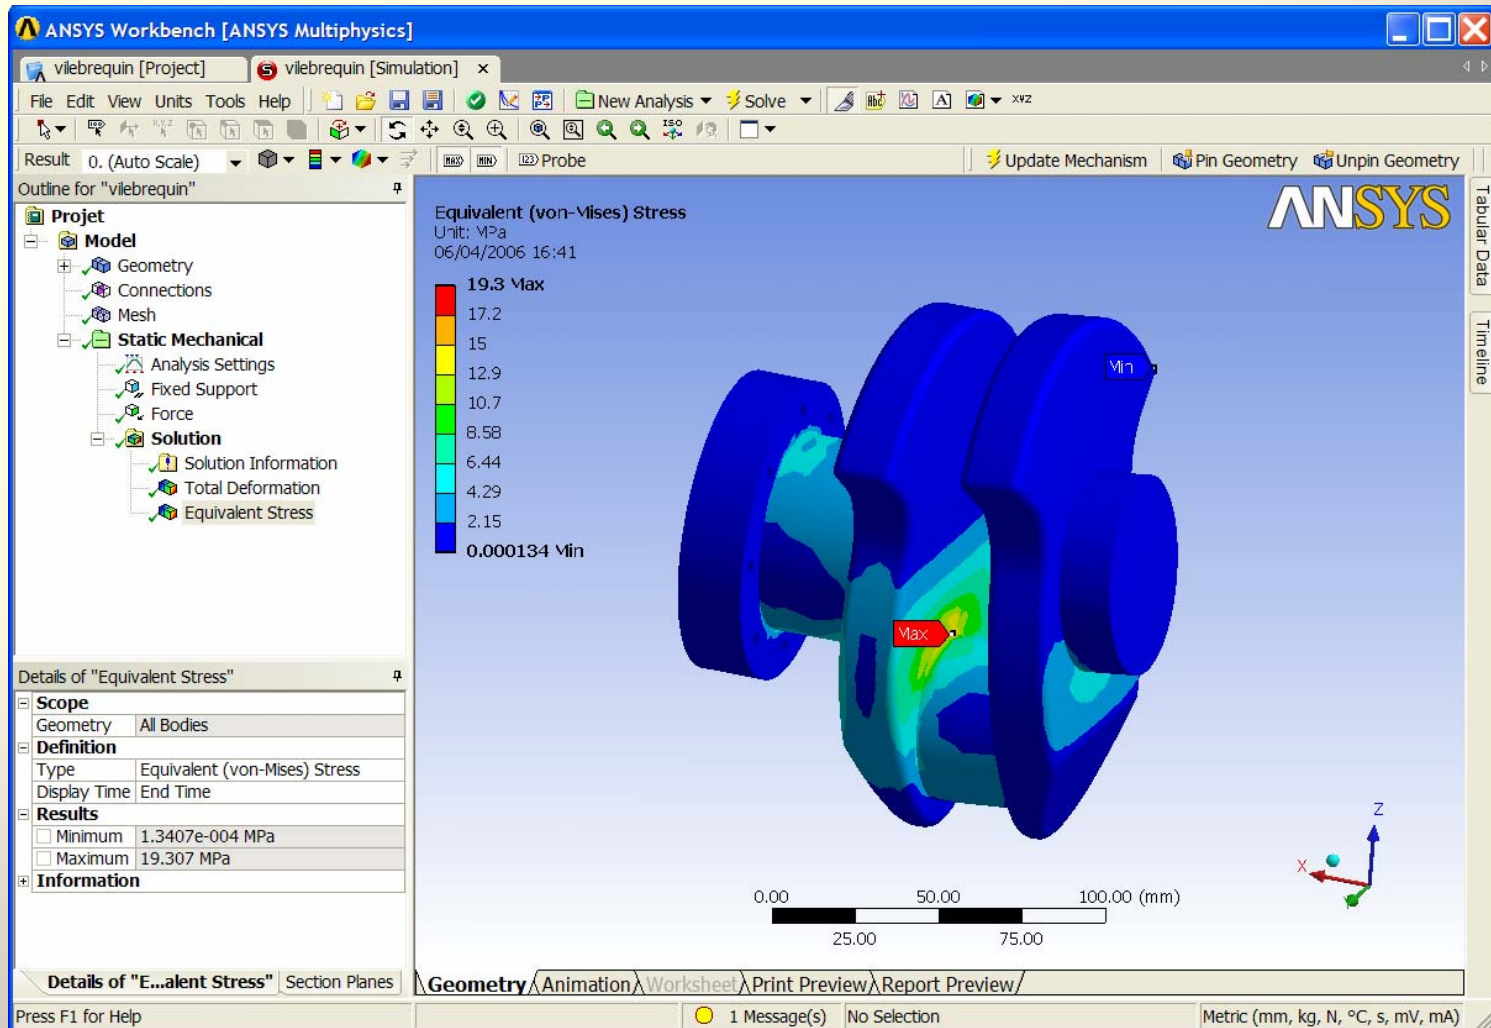 ANSYS Workbench [ANSYS Multiphysics]
vilebrequin [Project]
vilebrequin [Simulation]
File Edit View Units Tools Help New Analysis Solve A XYZ
ISO
Result 0. (Auto Scale) MAX MIN 123 Probe Update Mechanism Pin Geometry Unpin Geometry
Outline for "vilebrequin"
Projet
Model
Geometry
Connections
Mesh
Static Mechanical
Analysis Settings
Fixed Support
Force
Solution
Solution Information
Total Deformation
Equivalent Stress
Details of "Equivalent Stress"
Scope
Geometry All Bodies
Definition
Type Equivalent (von-Mises) Stress
Display Time End Time
Results
Minimum 1.3407e-004 MPa
Maximum 19.307 MPa
Information
Details of "E...alent Stress" Section Planes
Equivalent (von-Mises) Stress
Unit: MPa
06/04/2006 16:41
19.3 Max
17.2
15
12.9
10.7
8.58
6.44
4.29
2.15
0.000134 Min
ANSYS
Min
Max
Z
X
0.00 50.00 100.00 (mm)
25.00 75.00
Geometry Animation Worksheet Print Preview Report Preview
Tabular Data
Timeline
Press F1 for Help 1 Message(s) No Selection Metric (mm, kg, N, °C, s, mV, mA)